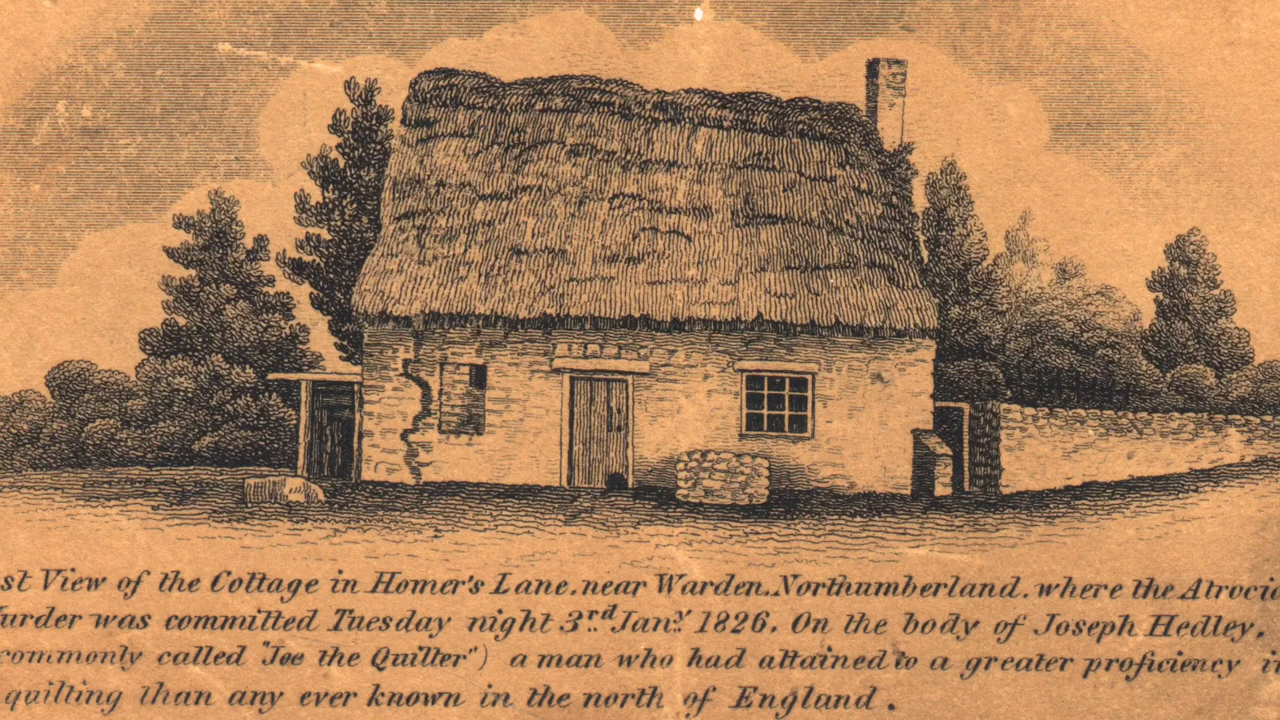 st View of the Cottage in Homer's Lane, near Warden, Northumberland, where the Atroci
urder was committed Tuesday night 3rd Jany 1826. On the body of Joseph Hedley,
commonly called "Joe the Quilter") a man who had attained to a greater proficiency i
quilting than any ever known in the north of England.